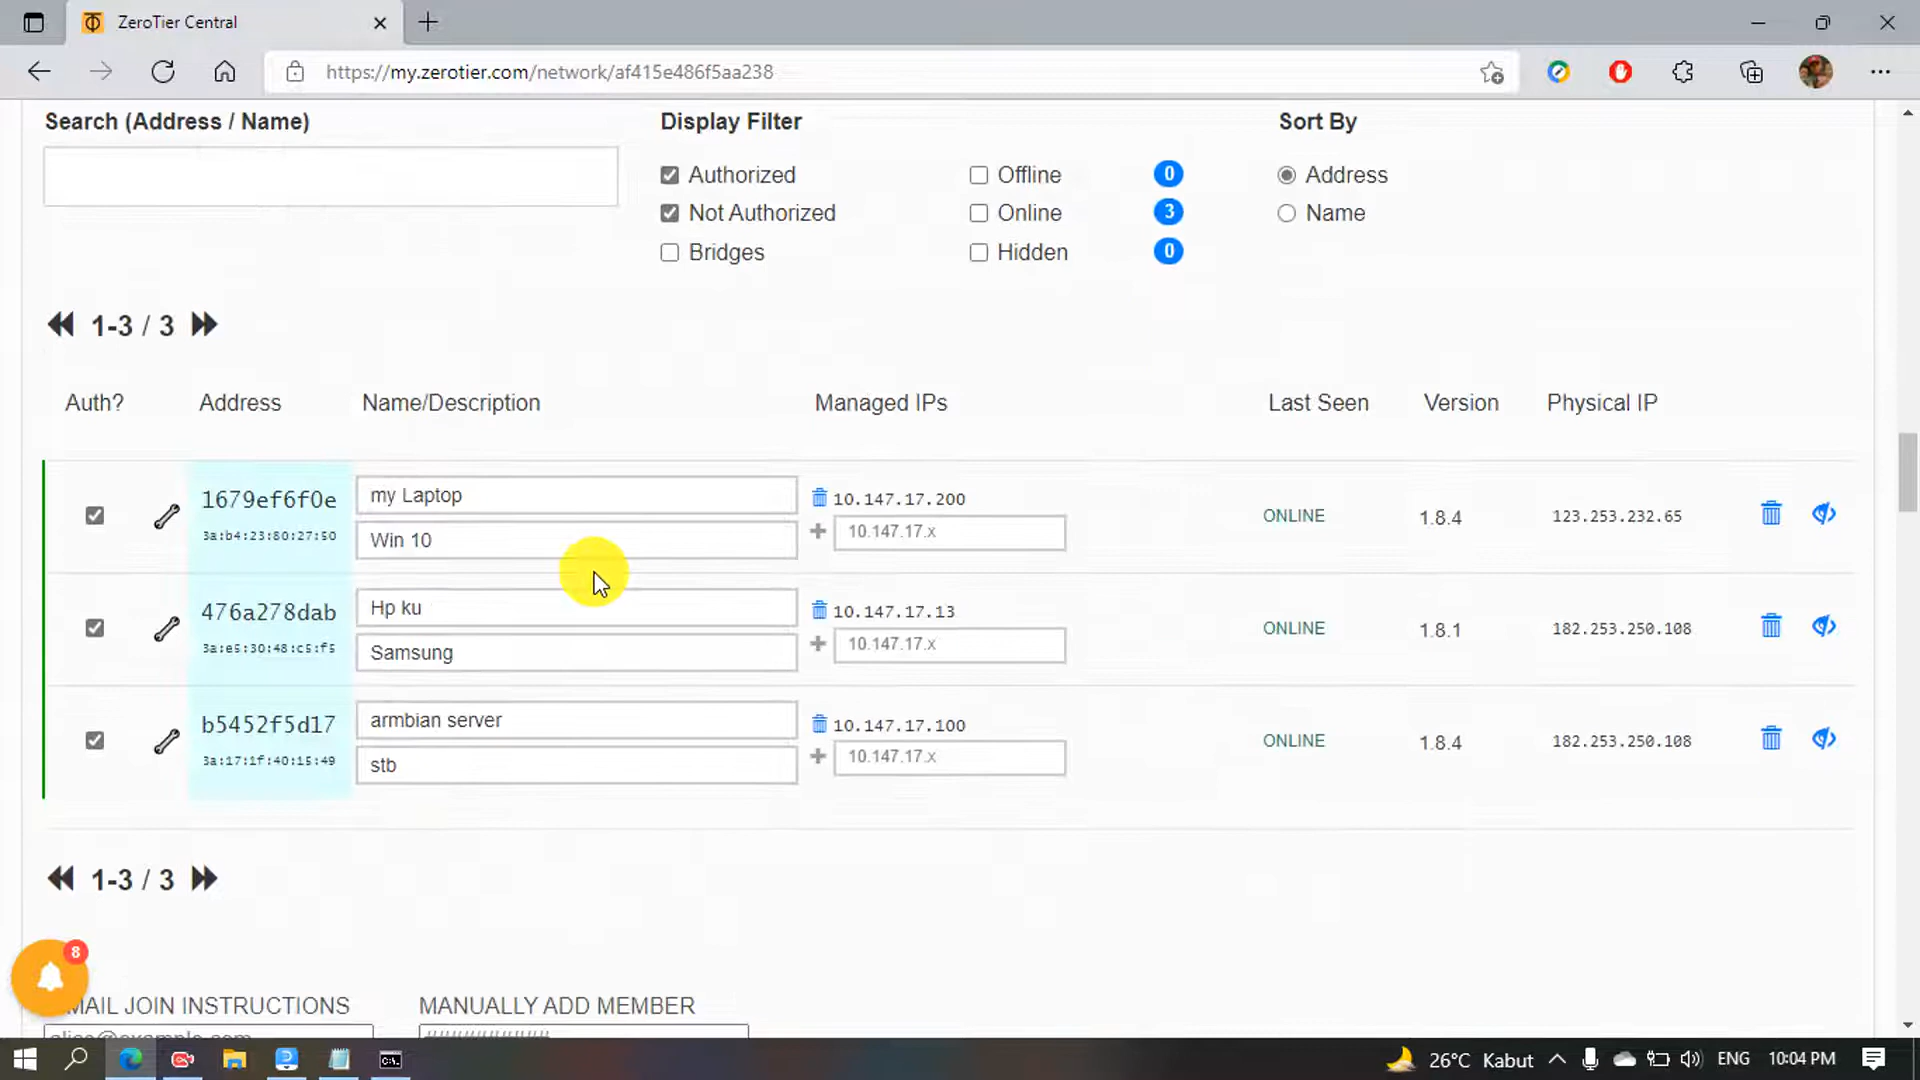 ZeroTier Central
https://my.zerotier.com/network/af415e486f5aa238
Search (Address / Name)
Display Filter
Sort By
Authorized
Offline
0
Address
Not Authorized
Online
3
Name
Bridges
Hidden
0
1-3 / 3
Auth?
Address
Name/Description
Managed IPs
Last Seen
Version
Physical IP
1679ef6f0e
3a:b4:23:80:27:50
my Laptop
Win 10
10.147.17.200
10.147.17.x
ONLINE
1.8.4
123.253.232.65
476a278dab
3a:e5:30:48:c5:f5
Hp ku
Samsung
10.147.17.13
10.147.17.x
ONLINE
1.8.1
182.253.250.108
b5452f5d17
3a:17:1f:40:15:49
armbian server
stb
10.147.17.100
10.147.17.x
ONLINE
1.8.4
182.253.250.108
1-3 / 3
8
MAIL JOIN INSTRUCTIONS
MANUALLY ADD MEMBER
alice@example.com
##########
26°C Kabut
ENG
10:04 PM